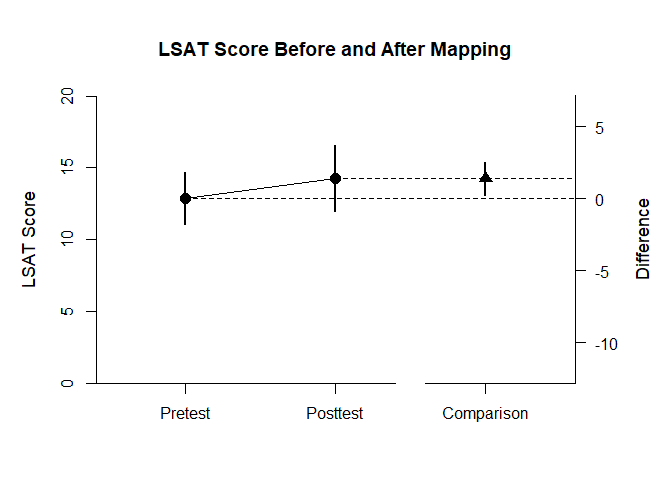 LSAT Score Before and After Mapping
LSAT Score
20
15
10
5
0
5
0
-5
-10
Difference
Pretest
Posttest
Comparison